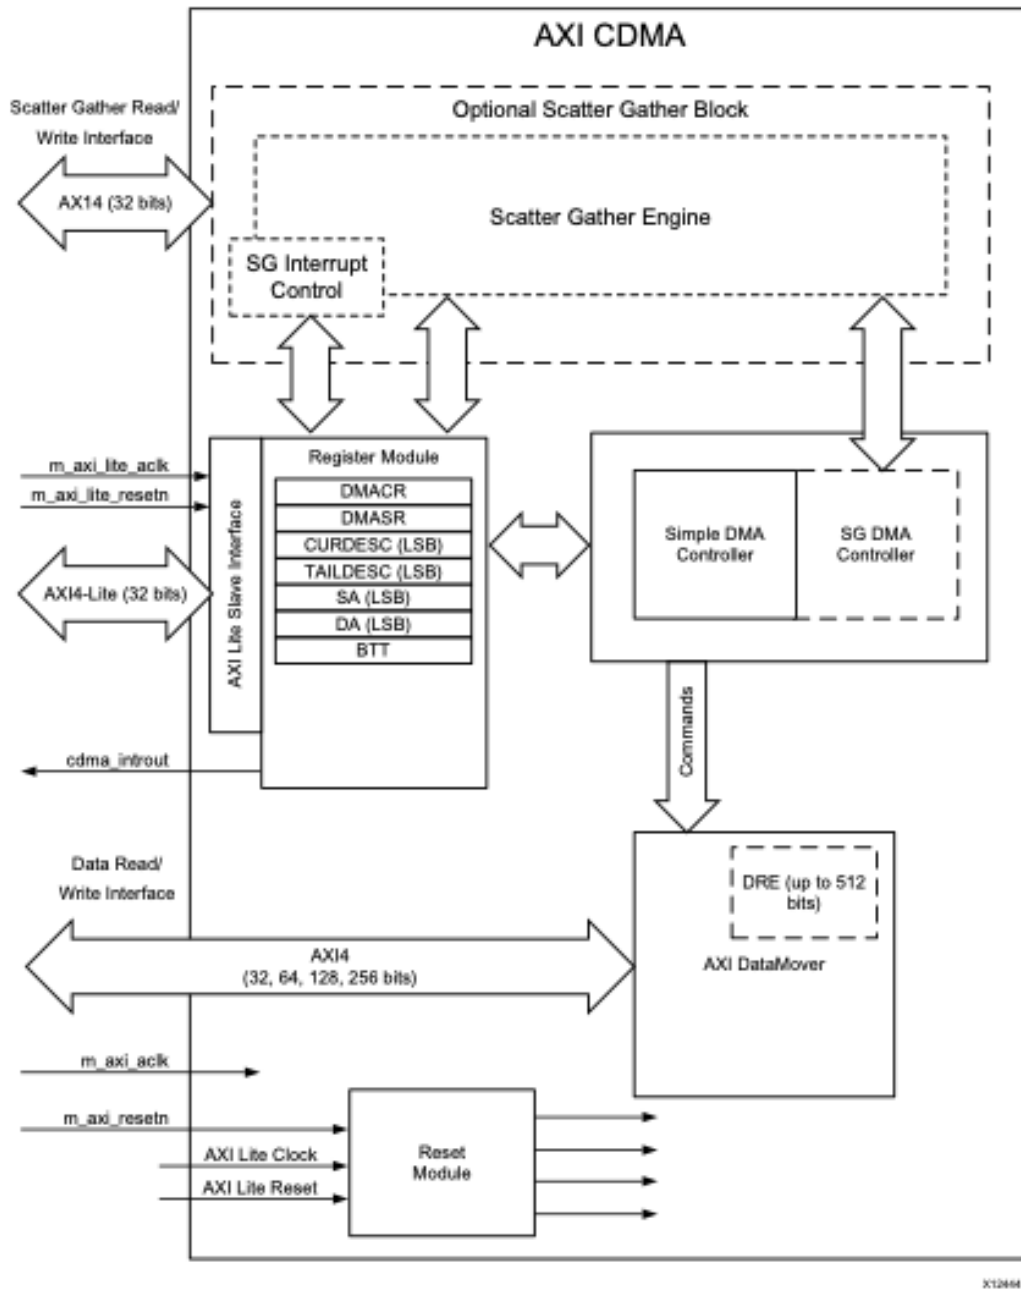 AXI CDMA
Scatter Gather Read/
Write Interface
Optional Scatter Gather Block
AX14 (32 bits)
Scatter Gather Engine
SG Interrupt
Control
m_axi_lite_aclk
m_axi_lite_resetn
AXI4-Lite (32 bits)
AXI Lite Slave Interface
Register Module
DMACR
DMASR
CURDESC (LSB)
TAILDESC (LSB)
SA (LSB)
DA (LSB)
BTT
Simple DMA
Controller
SG DMA
Controller
cdma_introut
Commands
Data Read/
Write Interface
DRE (up to 512
bits)
AXI4
(32, 64, 128, 256 bits)
AXI DataMover
m_axi_aclk
m_axi_resetn
AXI Lite Clock
AXI Lite Reset
Reset
Module
X12444